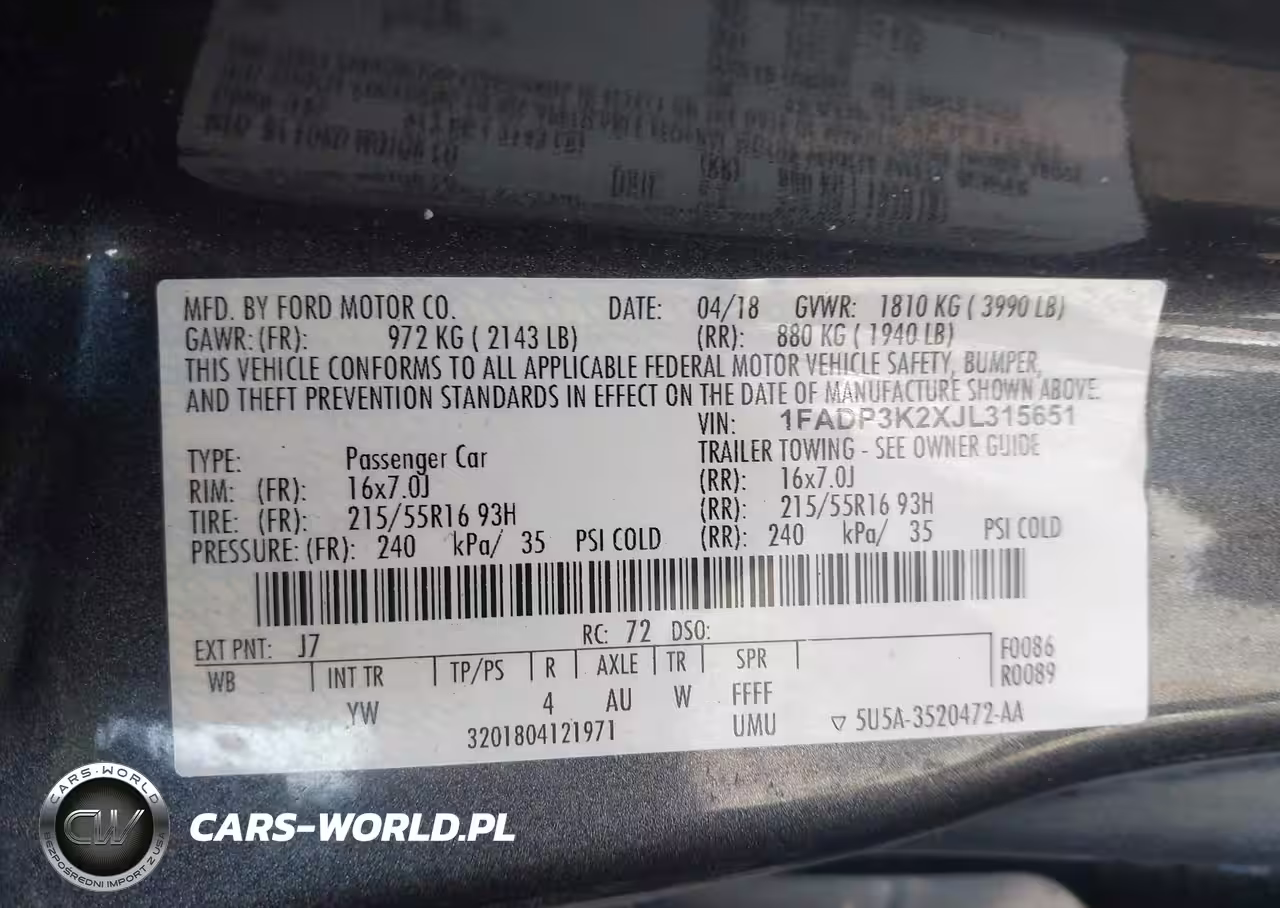 MFD. BY FORD MOTOR CO. DATE: 04/18 GVWR: 1810 KG ( 3990 LB)
GAWR: (FR): 972 KG ( 2143 LB) (RR): 880 KG ( 1940 LB)
THIS VEHICLE CONFORMS TO ALL APPLICABLE FEDERAL MOTOR VEHICLE SAFETY, BUMPER,
AND THEFT PREVENTION STANDARDS IN EFFECT ON THE DATE OF MANUFACTURE SHOWN ABOVE.
VIN: 1FADP3K2XJL315651
TYPE: Passenger Car TRAILER TOWING - SEE OWNER GUIDE
RIM: (FR): 16x7.0J (RR): 16x7.0J
TIRE: (FR): 215/55R16 93H (RR): 215/55R16 93H
PRESSURE: (FR): 240 kPa/ 35 PSI COLD (RR): 240 kPa/ 35 PSI COLD
EXT PNT: J7 RC: 72 DSO:
WB INT TR TP/PS R AXLE TR SPR F0086
R0089
YW 4 AU W FFFF
3201804121971 UMU ▽ 5U5A-3520472-AA
CARS-WORLD
CW
BEZPOŚREDNI IMPORT Z USA
CARS-WORLD.PL